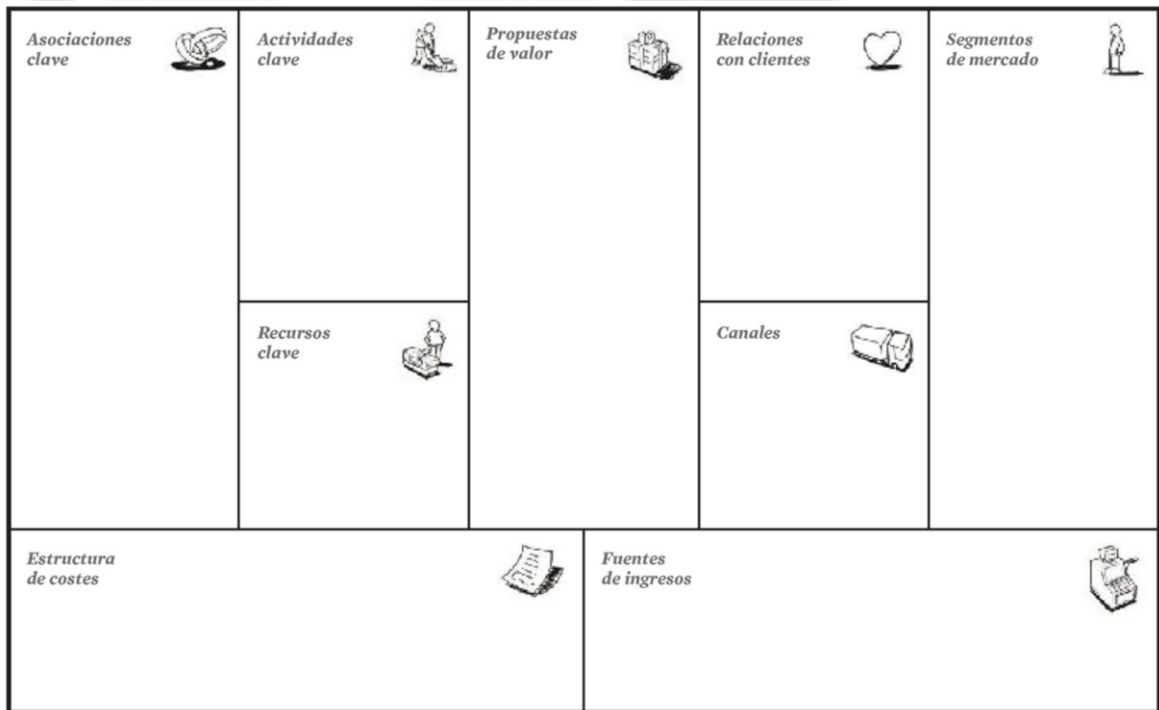 Asociaciones
clave
Actividades
clave
Propuestas
de valor
Relaciones
con clientes
Segmentos
de mercado
Recursos
clave
Canales
Estructura
de costes
Fuentes
de ingresos